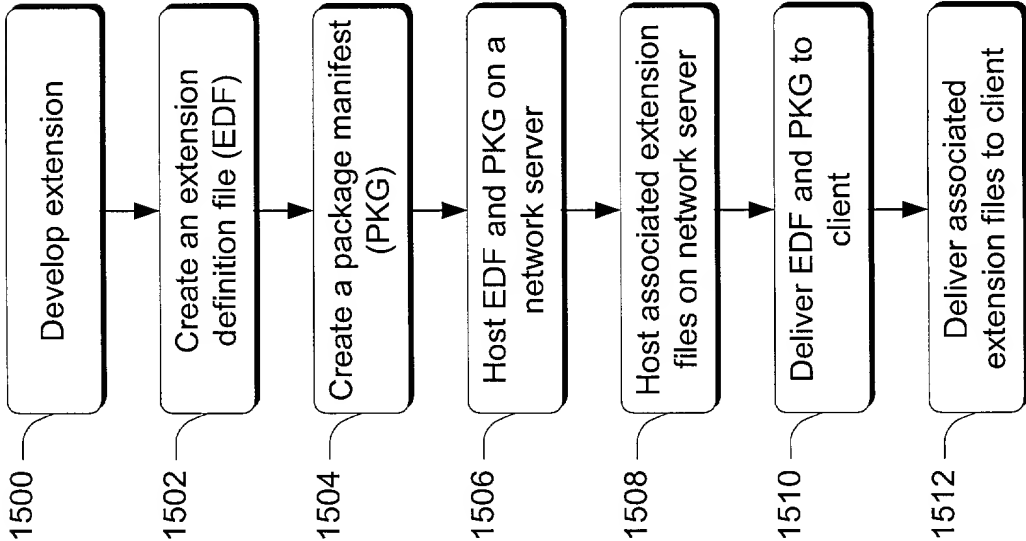 1500
Develop extension
1502
Create an extension
definition file (EDF)
1504
Create a package manifest
(PKG)
1506
Host EDF and PKG on a
network server
1508
Host associated extension
files on network server
1510
Deliver EDF and PKG to
client
1512
Deliver associated
extension files to client